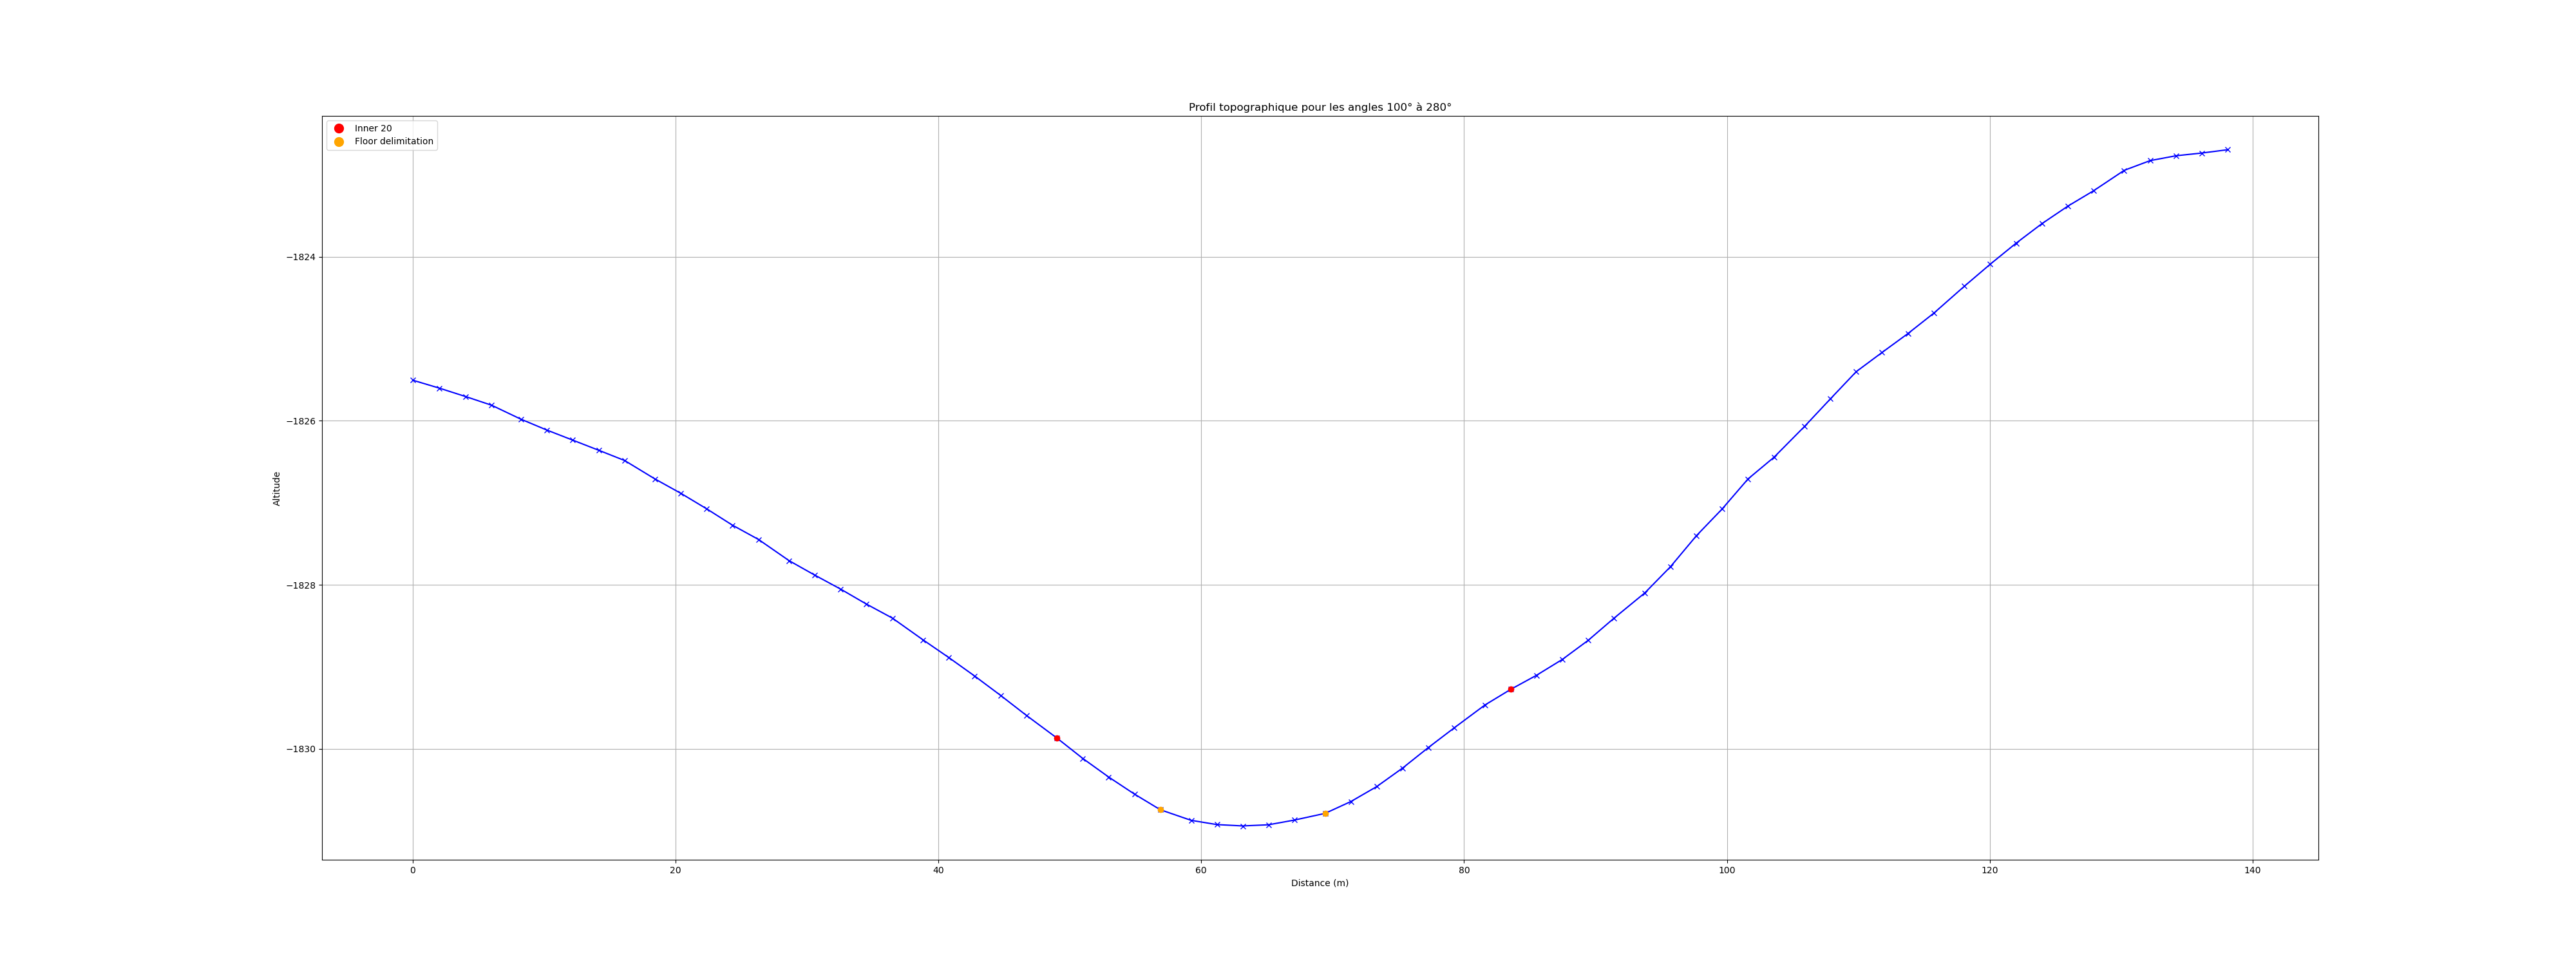 Profil topographique pour les angles 100° à 280°
Inner 20
Floor delimitation
Altitude
−1824
−1826
−1828
−1830
0 20 40 60 80 100 120 140
Distance (m)